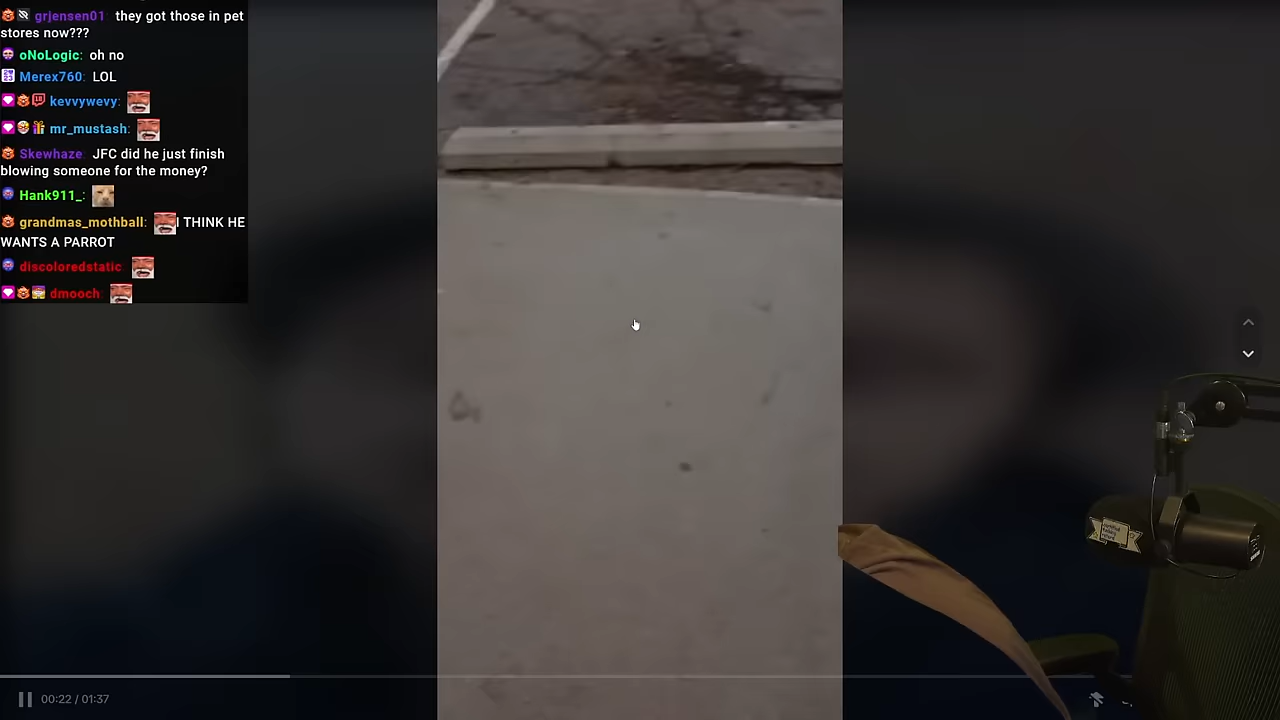 grjensen01: they got those in pet
stores now???
oNoLogic: oh no
Merex760: LOL
kevvywevy:
mr_mustash:
Skewhaze: JFC did he just finish
blowing someone for the money?
Hank911_:
grandmas_mothball: I THINK HE
WANTS A PARROT
discoloredstatic:
dmooch:
00:22 / 01:37